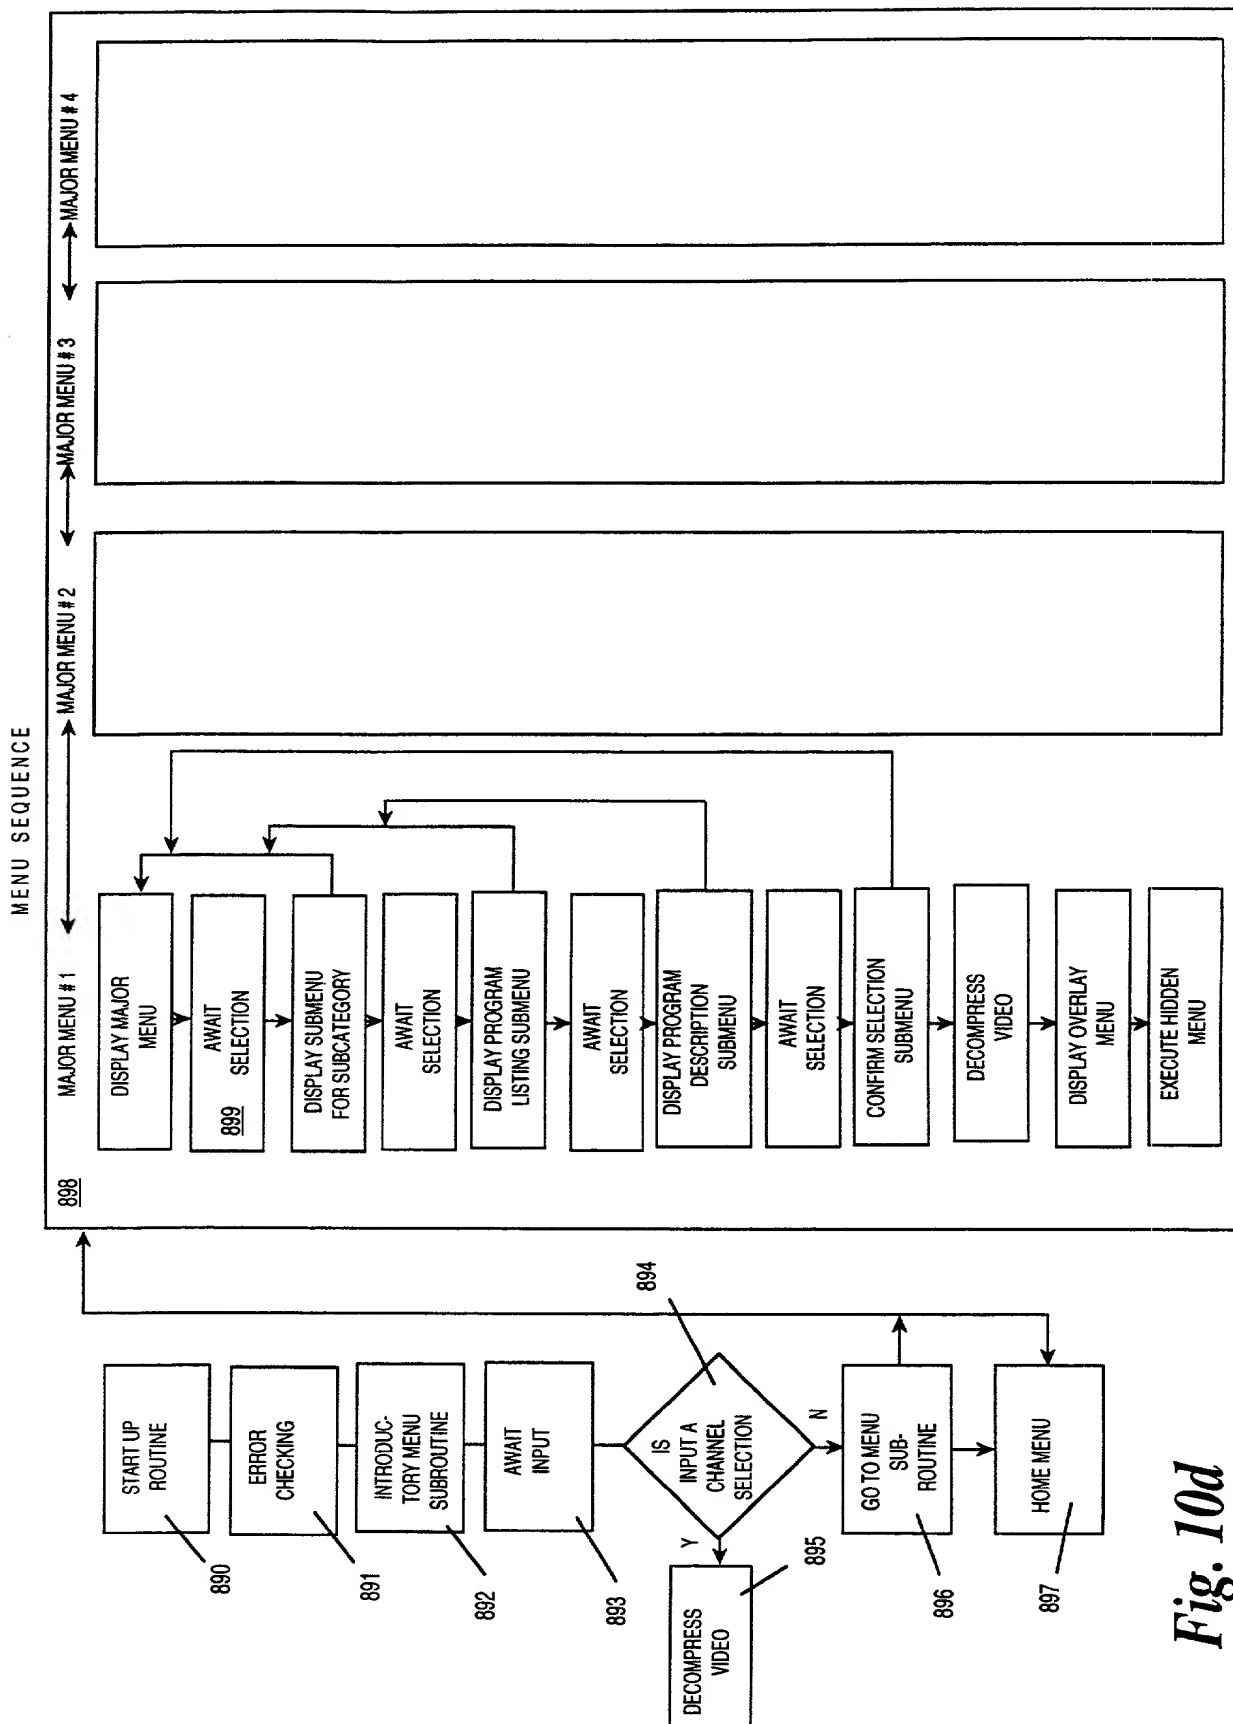 MENU SEQUENCE
START UP
ROUTINE
890
ERROR
CHECKING
891
INTRODUC-
TORY MENU
SUBROUTINE
892
AWAIT
INPUT
893
IS
INPUT A
CHANNEL
SELECTION
894
Y
N
DECOMPRESS
VIDEO
895
GO TO MENU
SUB-
ROUTINE
896
HOME MENU
897
898
MAJOR MENU # 1
DISPLAY MAJOR
MENU
AWAIT
SELECTION
899
DISPLAY SUBMENU
FOR SUBCATEGORY
AWAIT
SELECTION
DISPLAY PROGRAM
LISTING SUBMENU
AWAIT
SELECTION
DISPLAY PROGRAM
DESCRIPTION
SUBMENU
AWAIT
SELECTION
CONFIRM SELECTION
SUBMENU
DECOMPRESS
VIDEO
DISPLAY OVERLAY
MENU
EXECUTE HIDDEN
MENU
MAJOR MENU # 2
MAJOR MENU # 3
MAJOR MENU # 4
Fig. 10d